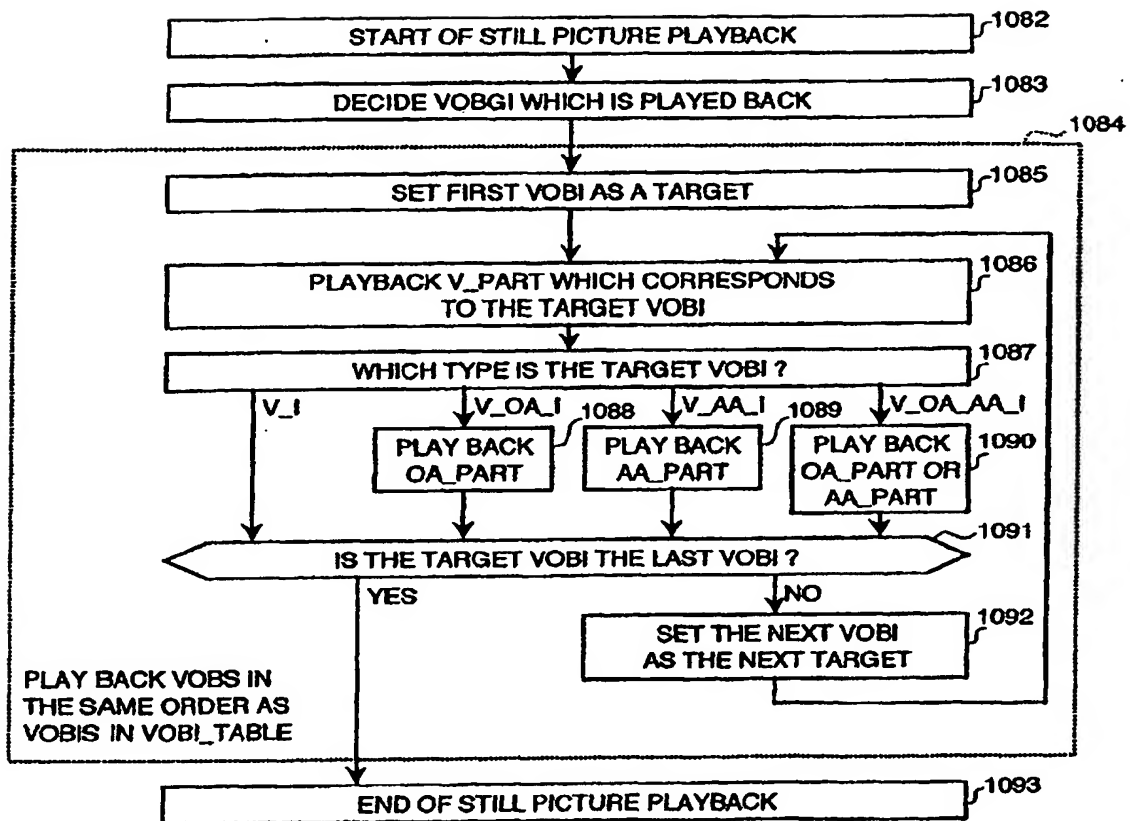 1082
START OF STILL PICTURE PLAYBACK
1083
DECIDE VOBGI WHICH IS PLAYED BACK
1084
1085
SET FIRST VOBI AS A TARGET
1086
PLAYBACK V_PART WHICH CORRESPONDS
TO THE TARGET VOBI
1087
WHICH TYPE IS THE TARGET VOBI ?
V_I
V_OA_I
1088
V_AA_I
1089
V_OA_AA_I
PLAY BACK
OA_PART
PLAY BACK
AA_PART
PLAY BACK
OA_PART OR
AA_PART
1090
1091
IS THE TARGET VOBI THE LAST VOBI ?
YES
NO
1092
SET THE NEXT VOBI
AS THE NEXT TARGET
PLAY BACK VOBS IN
THE SAME ORDER AS
VOBIS IN VOBI_TABLE
1093
END OF STILL PICTURE PLAYBACK